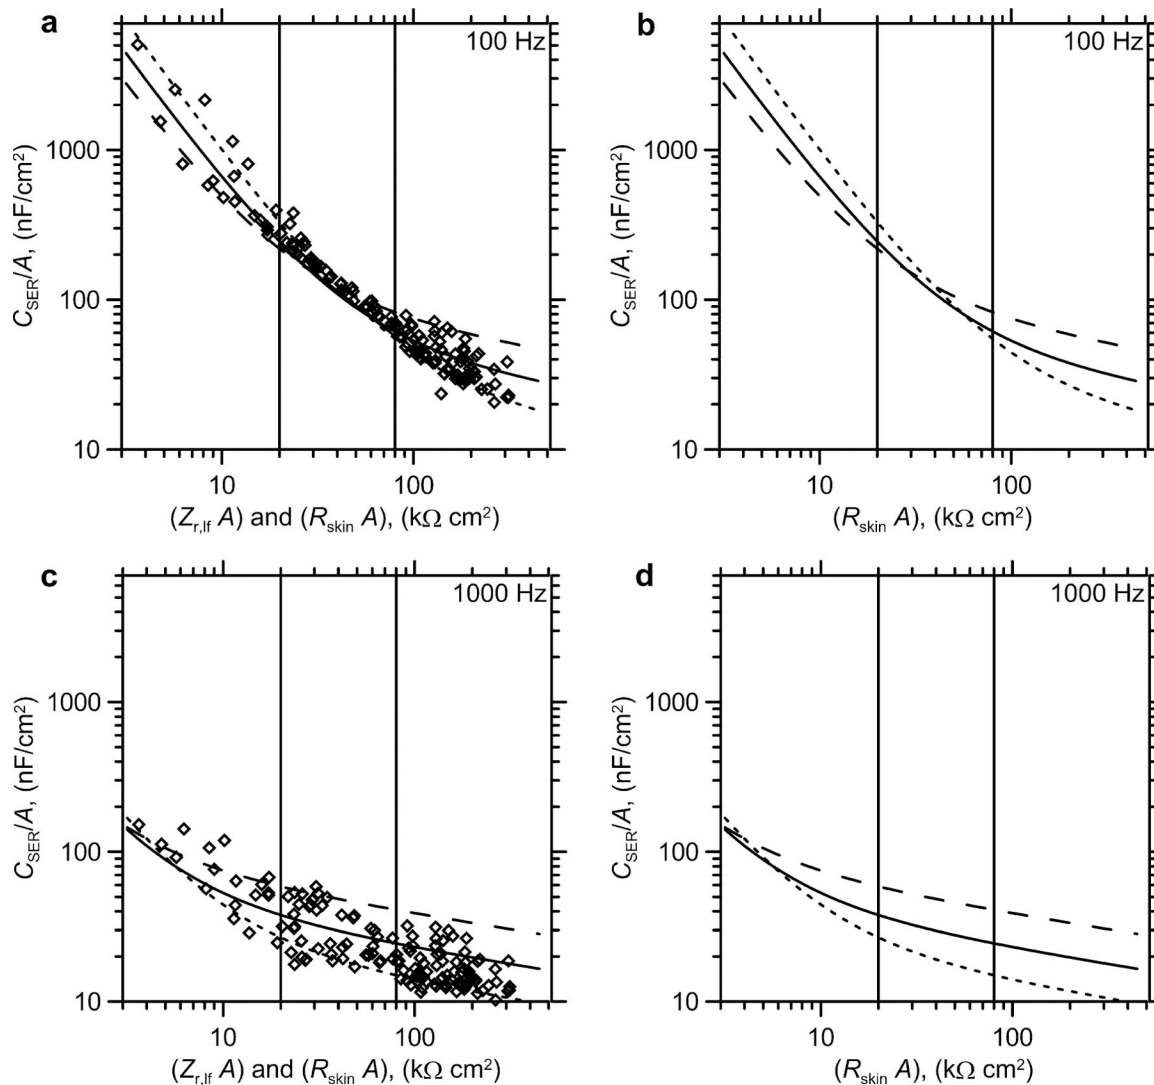 a
100 Hz
1000
100
10
10
100
C_SER/A, (nF/cm²)
(Z_r,lf A) and (R_skin A), (kΩ cm²)
b
100 Hz
1000
100
10
10
100
C_SER/A, (nF/cm²)
(R_skin A), (kΩ cm²)
c
1000 Hz
1000
100
10
10
100
C_SER/A, (nF/cm²)
(Z_r,lf A) and (R_skin A), (kΩ cm²)
d
1000 Hz
1000
100
10
10
100
C_SER/A, (nF/cm²)
(R_skin A), (kΩ cm²)